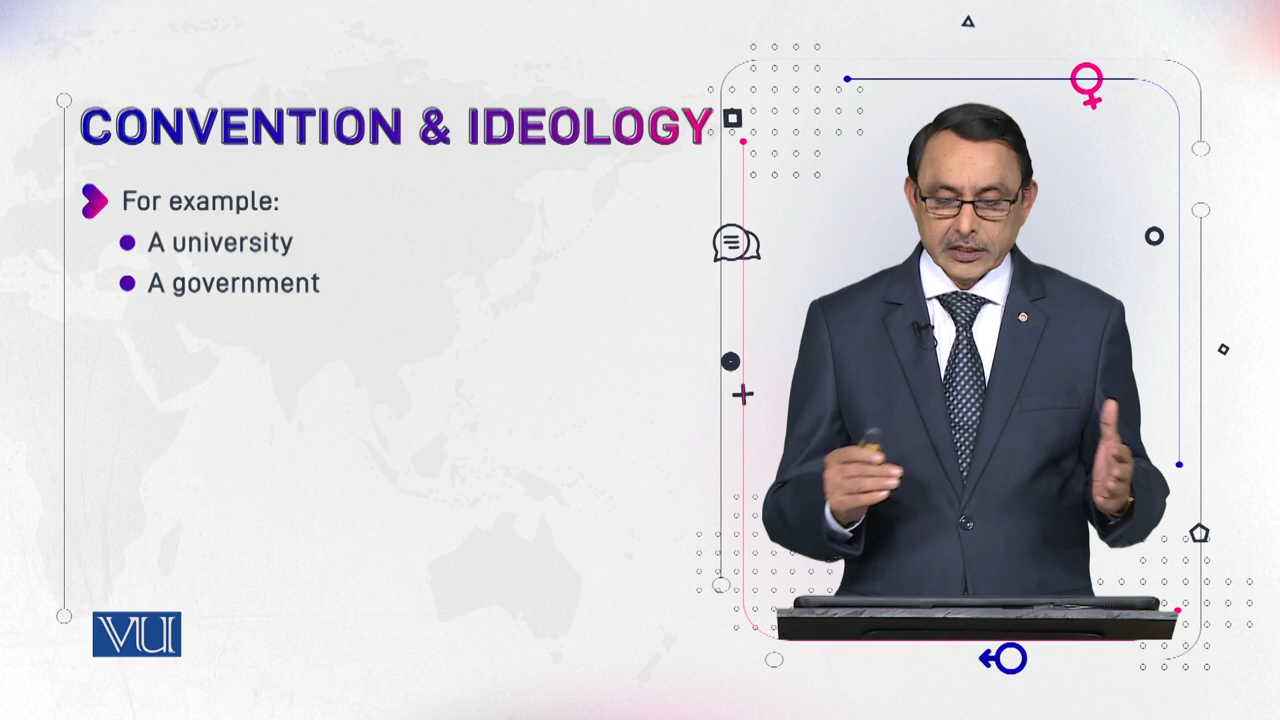 CONVENTION & IDEOLOGY
For example:
A university
A government
VU